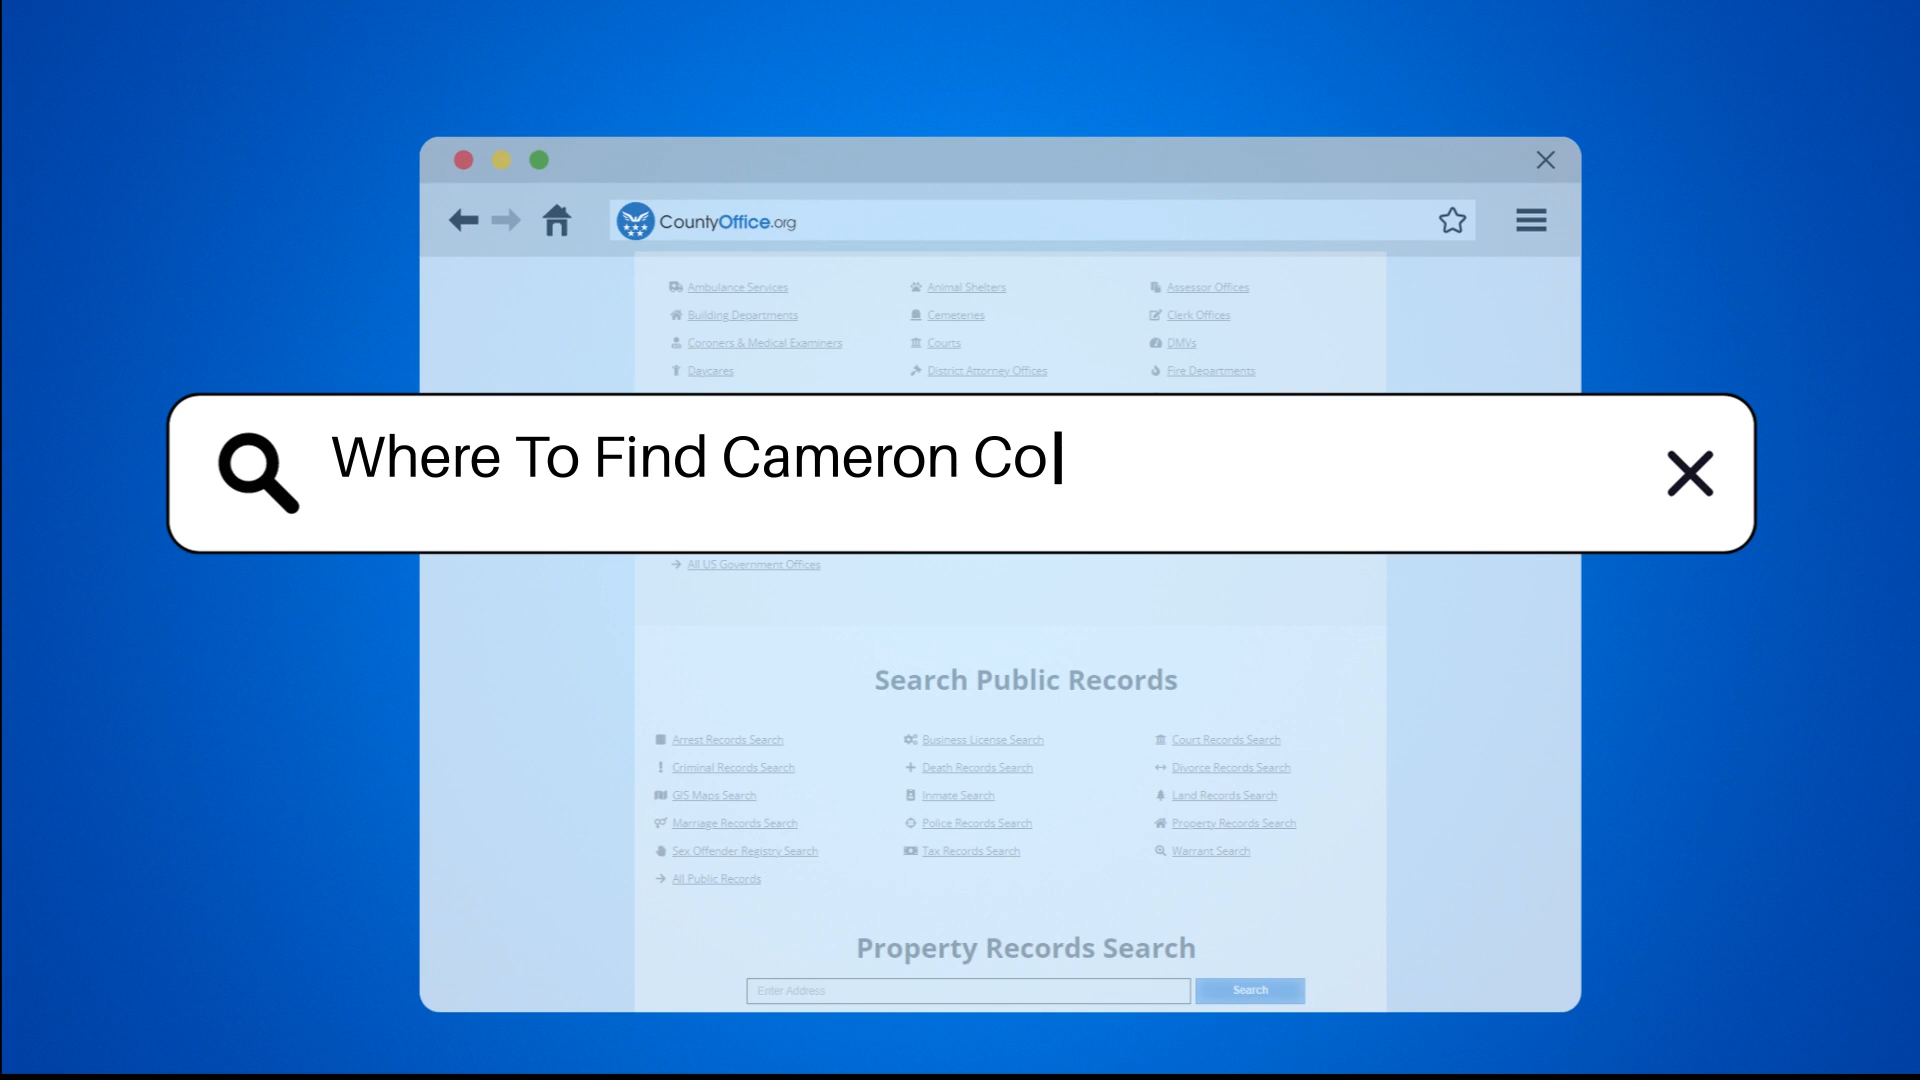 CountyOffice.org
Ambulance Services Animal Shelters Assessor Offices
Building Departments Cemeteries Clerk Offices
Coroners & Medical Examiners Courts DMVs
Daycares District Attorney Offices Fire Departments
Where To Find Cameron Co
All US Government Offices
Search Public Records
Arrest Records Search Business License Search Court Records Search
Criminal Records Search Death Records Search Divorce Records Search
GIS Maps Search Inmate Search Land Records Search
Marriage Records Search Police Records Search Property Records Search
Sex Offender Registry Search Tax Records Search Warrant Search
All Public Records
Property Records Search
Enter Address Search